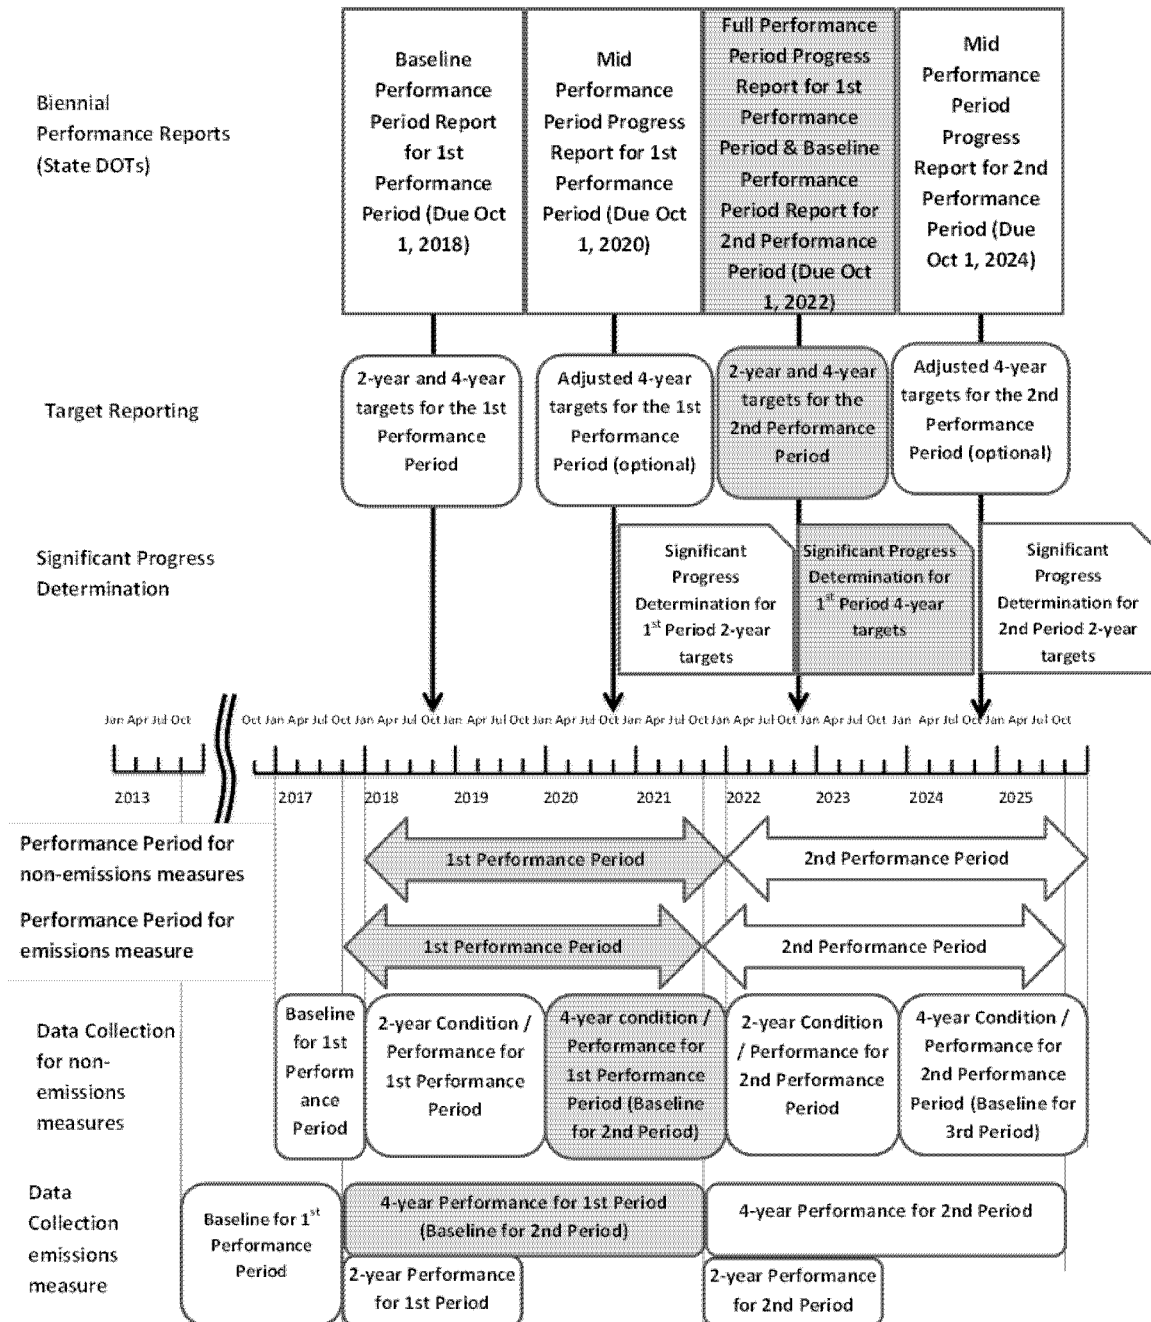 Biennial
Performance Reports
(State DOTs)
Baseline
Performance
Period Report
for 1st
Performance
Period (Due Oct
1, 2018)
Mid
Performance
Period Progress
Report for 1st
Performance
Period (Due Oct
1, 2020)
Full Performance
Period Progress
Report for 1st
Performance
Period & Baseline
Performance
Period Report for
2nd Performance
Period (Due Oct
1, 2022)
Mid
Performance
Period
Progress
Report for 2nd
Performance
Period (Due
Oct 1, 2024)
Target Reporting
2-year and 4-year
targets for the 1st
Performance
Period
Adjusted 4-year
targets for the 1st
Performance
Period (optional)
2-year and 4-year
targets for the
2nd Performance
Period
Adjusted 4-year
targets for the 2nd
Performance
Period (optional)
Significant Progress
Determination
Significant
Progress
Determination for
1st Period 2-year
targets
Significant Progress
Determination for
1st Period 4-year
targets
Significant
Progress
Determination for
2nd Period 2-year
targets
Jan Apr Jul Oct Oct Jan Apr Jul Oct Jan Apr Jul Oct Jan Apr Jul Oct Jan Apr Jul Oct Jan Apr Jul Oct Jan Apr Jul Oct Jan Apr Jul Oct Jan Apr Jul Oct Jan Apr Jul Oct
2013 2017 2018 2019 2020 2021 2022 2023 2024 2025
Performance Period for
non-emissions measures
1st Performance Period
2nd Performance Period
Performance Period for
emissions measure
1st Performance Period
2nd Performance Period
Data Collection
for non-
emissions
measures
Baseline
for 1st
Perform
ance
Period
2-year Condition /
Performance for
1st Performance
Period
4-year condition /
Performance for
1st Performance
Period (Baseline
for 2nd Period)
2-year Condition
/ Performance for
2nd Performance
Period
4-year Condition /
Performance for
2nd Performance
Period (Baseline for
3rd Period)
Data
Collection
emissions
measure
Baseline for 1st
Performance
Period
4-year Performance for 1st Period
(Baseline for 2nd Period)
4-year Performance for 2nd Period
2-year Performance
for 1st Period
2-year Performance
for 2nd Period